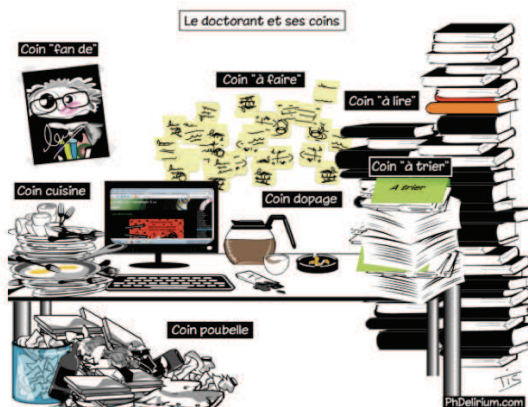 Le doctorant et ses coins
Coin "fan de"
Coin "à faire"
Coin "à lire"
Coin "à trier"
A trier
Coin cuisine
Coin dopage
Coin poubelle
Tis
PhDelirium.com